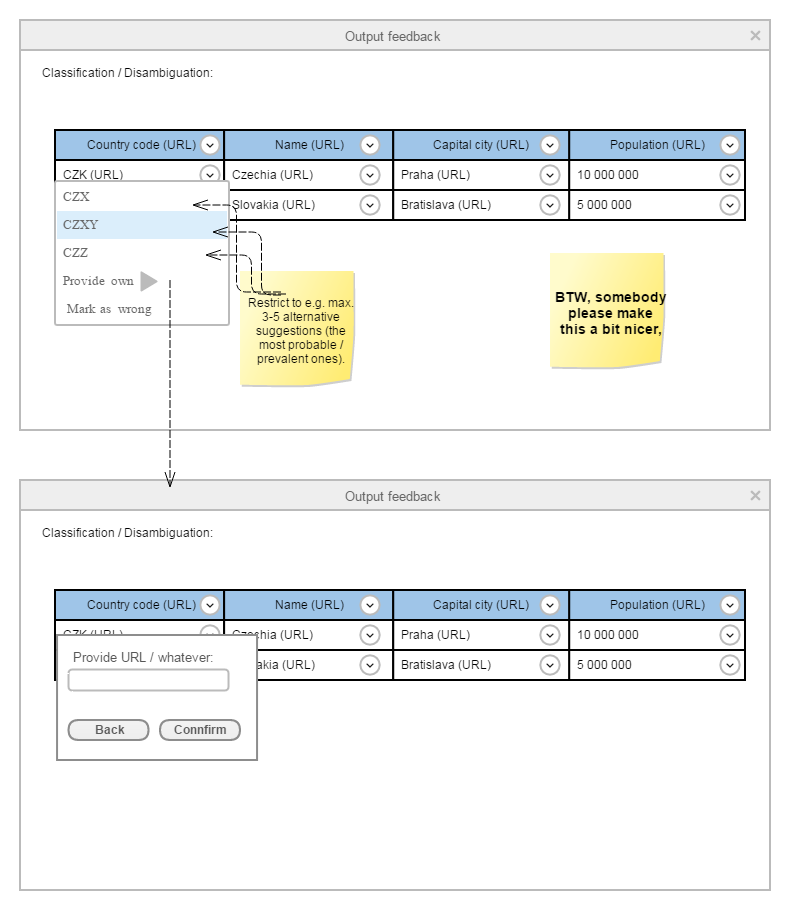 Output feedback
Classification / Disambiguation:
Country code (URL) Name (URL) Capital city (URL) Population (URL)
CZK (URL) Czechia (URL) Praha (URL) 10 000 000
Slovakia (URL) Bratislava (URL) 5 000 000
CZX
CZXY
CZZ
Provide own
Mark as wrong
Restrict to e.g. max.
3-5 alternative
suggestions (the
most probable /
prevalent ones).
BTW, somebody
please make
this a bit nicer,
Output feedback
Classification / Disambiguation:
Country code (URL) Name (URL) Capital city (URL) Population (URL)
CZK (URL) Czechia (URL) Praha (URL) 10 000 000
akia (URL) Bratislava (URL) 5 000 000
Provide URL / whatever:
Back Connfirm